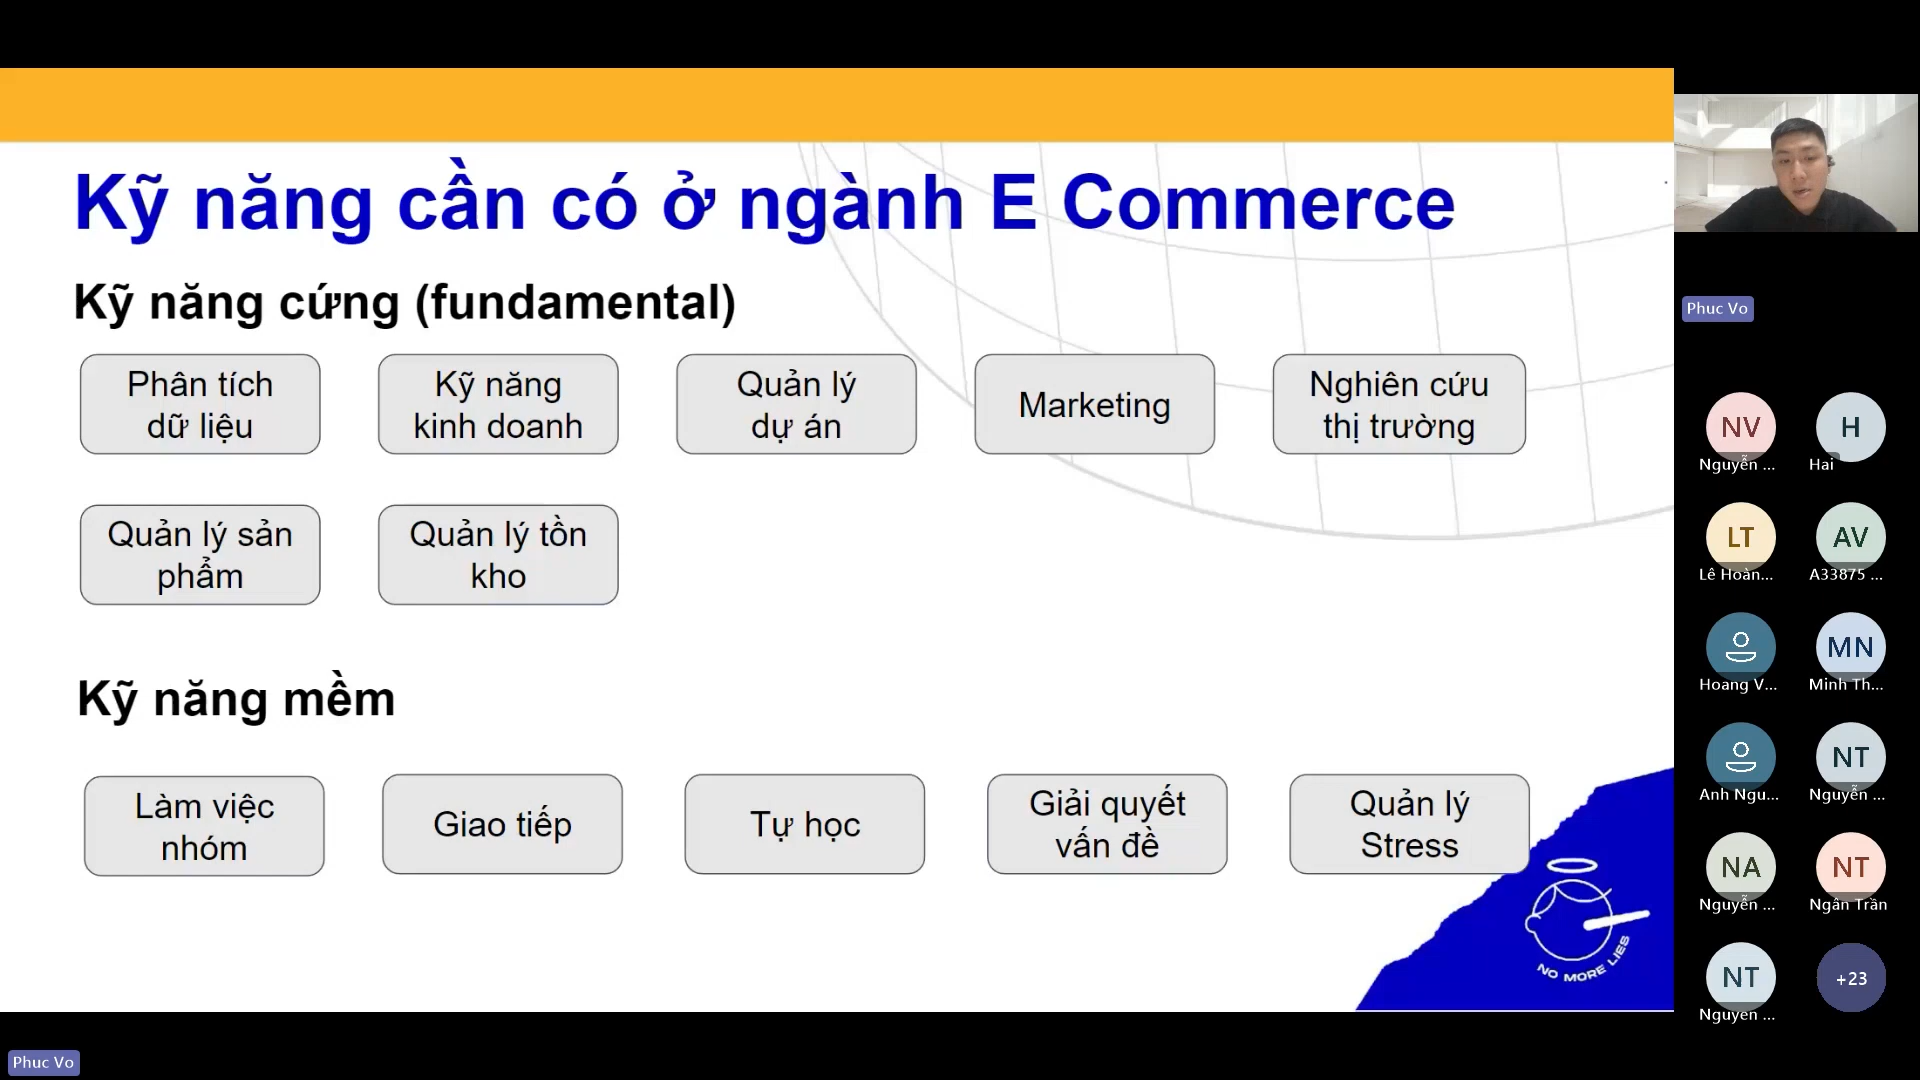 Kỹ năng cần có ở ngành E Commerce
Kỹ năng cứng (fundamental)
Phân tích
dữ liệu
Kỹ năng
kinh doanh
Quản lý
dự án
Marketing
Nghiên cứu
thị trường
Quản lý sản
phẩm
Quản lý tồn
kho
Kỹ năng mềm
Làm việc
nhóm
Giao tiếp
Tự học
Giải quyết
vấn đề
Quản lý
Stress
NO MORE LIES
Phuc Vo
NV
Nguyễn ...
H
Hai
LT
Lê Hoàn...
AV
A33875 ...
Hoang V...
MN
Minh Th...
Anh Ngu...
NT
Nguyễn ...
NA
Nguyễn ...
NT
Ngân Trần
NT
Nguyen ...
+23
Phuc Vo